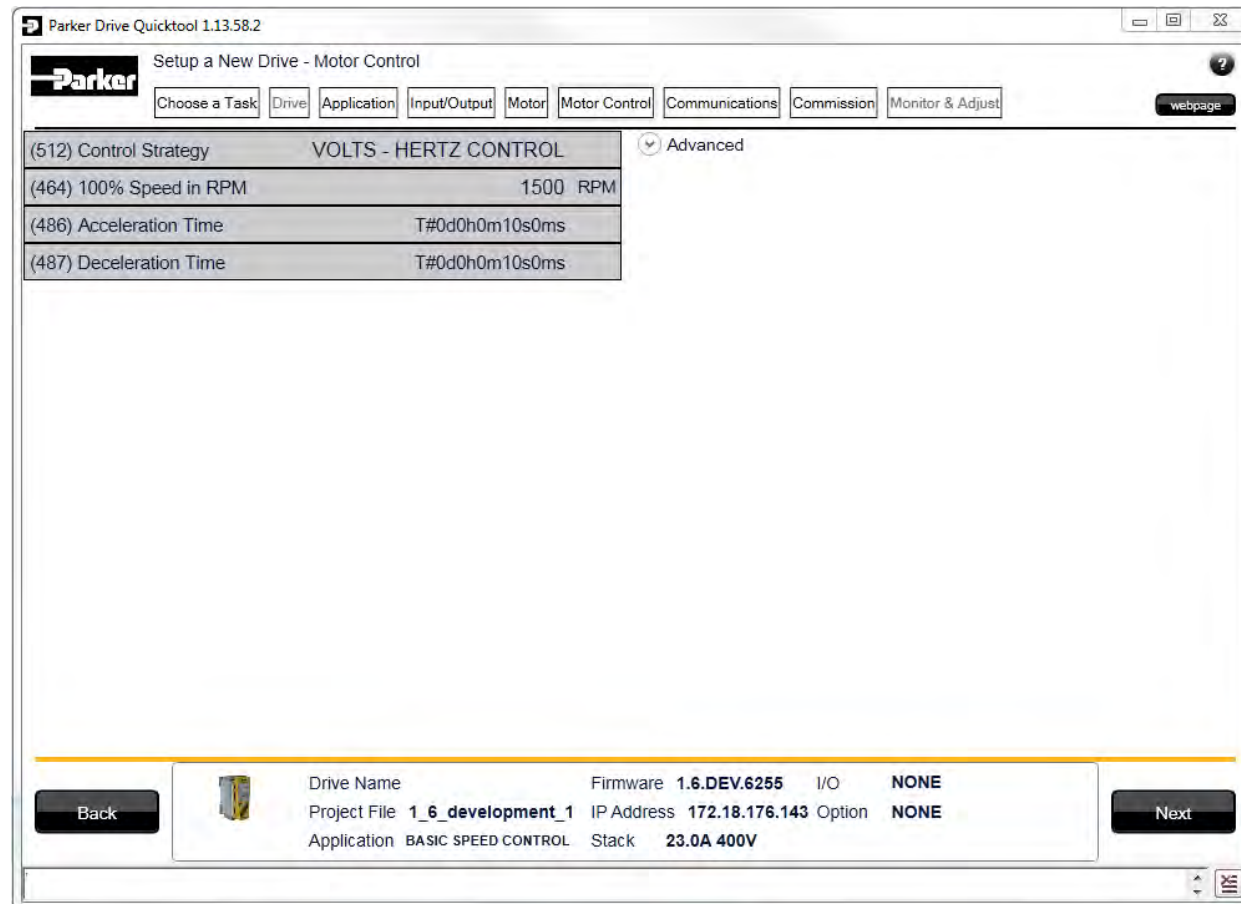 Parker Drive Quicktool 1.13.58.2
Parker
Setup a New Drive - Motor Control
?
Choose a Task Drive Application Input/Output Motor Motor Control Communications Commission Monitor & Adjust
webpage
(512) Control Strategy VOLTS - HERTZ CONTROL
Advanced
(464) 100% Speed in RPM 1500 RPM
(486) Acceleration Time T#0d0h0m10s0ms
(487) Deceleration Time T#0d0h0m10s0ms
Back
Drive Name Firmware 1.6.DEV.6255 I/O NONE
Project File 1_6_development_1 IP Address 172.18.176.143 Option NONE
Application BASIC SPEED CONTROL Stack 23.0A 400V
Next